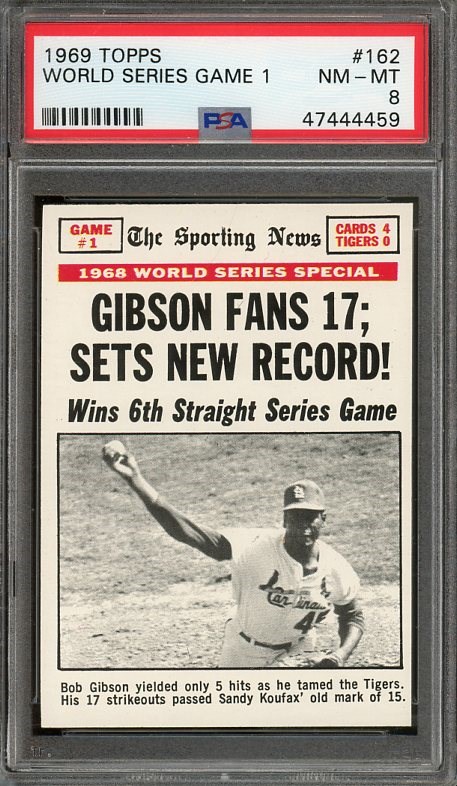 1969 TOPPS #162
WORLD SERIES GAME 1 NM - MT
8
PSA 47444459
GAME #1
The Sporting News
CARDS 4
TIGERS 0
1968 WORLD SERIES SPECIAL
GIBSON FANS 17;
SETS NEW RECORD!
Wins 6th Straight Series Game
Cardinals
45
Bob Gibson yielded only 5 hits as he tamed the Tigers.
His 17 strikeouts passed Sandy Koufax' old mark of 15.